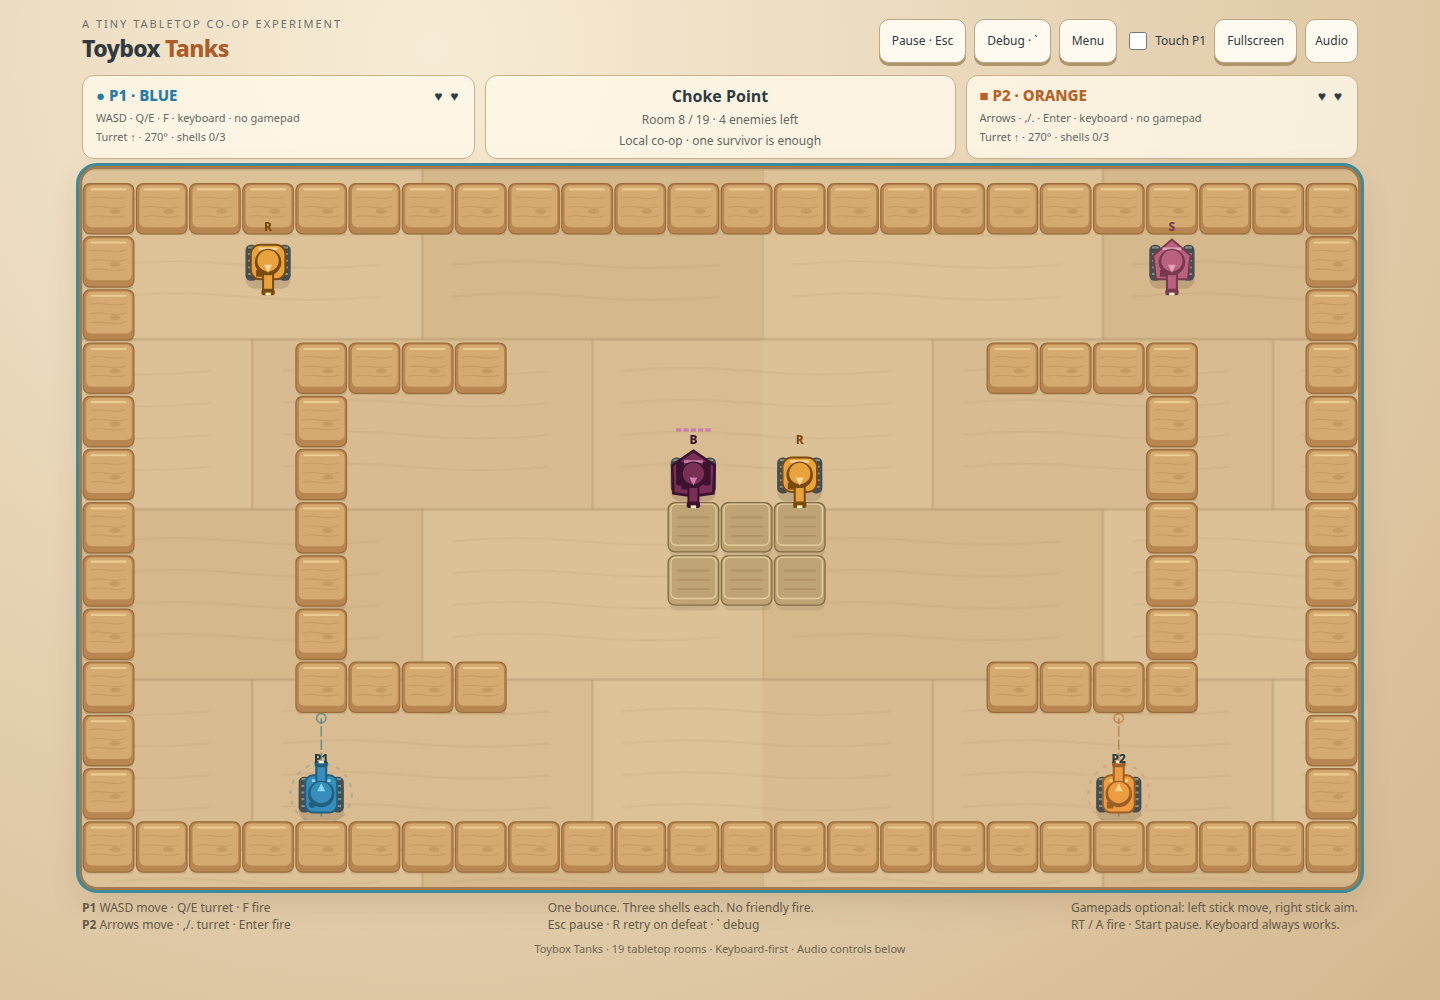 A TINY TABLETOP CO-OP EXPERIMENT
Toybox Tanks
Pause · Esc
Debug · `
Menu
Touch P1
Fullscreen
Audio
● P1 · BLUE ♥ ♥
WASD · Q/E · F · keyboard · no gamepad
Turret ↑ · 270° · shells 0/3
Choke Point
Room 8 / 19 · 4 enemies left
Local co-op · one survivor is enough
■ P2 · ORANGE ♥ ♥
Arrows · ,/. · Enter · keyboard · no gamepad
Turret ↑ · 270° · shells 0/3
R
S
B
R
P1
P2
P1 WASD move · Q/E turret · F fire
P2 Arrows move · ,/. turret · Enter fire
One bounce. Three shells each. No friendly fire.
Esc pause · R retry on defeat · ` debug
Gamepads optional: left stick move, right stick aim.
RT / A fire · Start pause. Keyboard always works.
Toybox Tanks · 19 tabletop rooms · Keyboard-first · Audio controls below